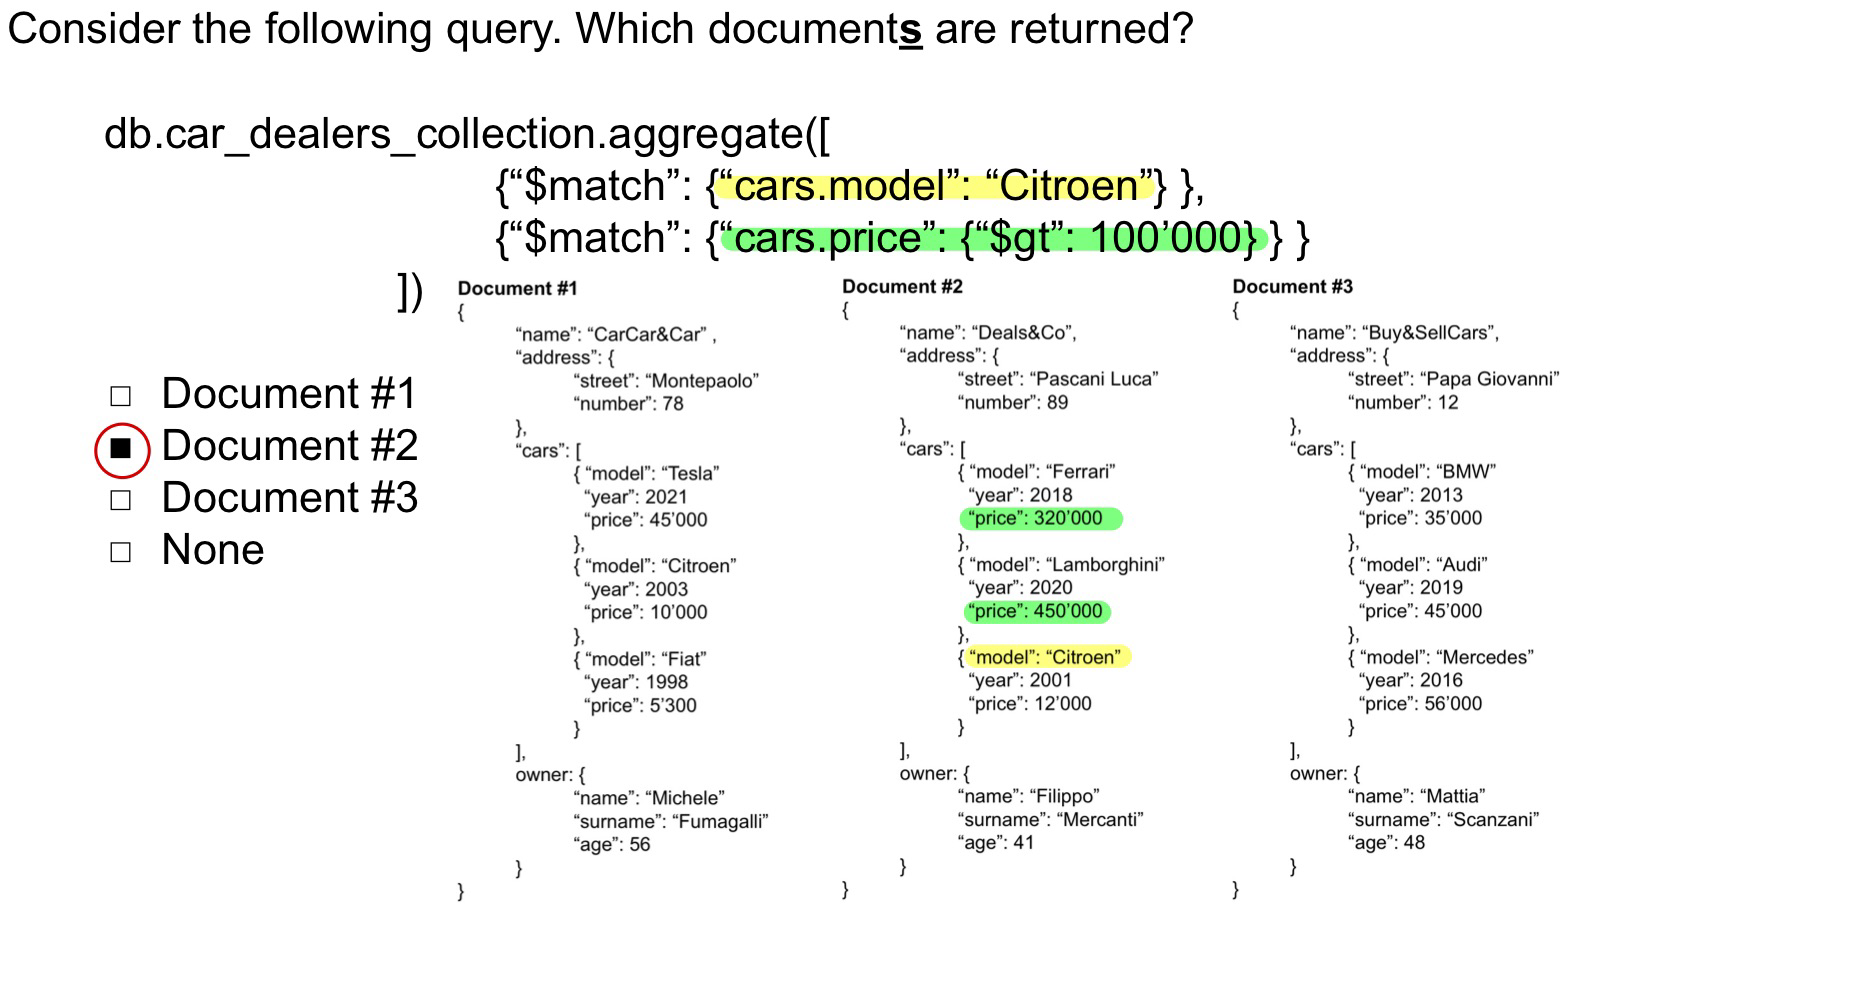 Consider the following query. Which documents are returned?
db.car_dealers_collection.aggregate([
{“$match”: {“cars.model”: “Citroen”} },
{“$match”: {“cars.price”: {“$gt”: 100’000} } }
])
□ Document #1
■ Document #2
□ Document #3
□ None
Document #1
{
“name”: “CarCar&Car” ,
“address”: {
“street”: “Montepaolo”
“number”: 78
},
“cars”: [
{ “model”: “Tesla”
“year”: 2021
“price”: 45’000
},
{ “model”: “Citroen”
“year”: 2003
“price”: 10’000
},
{ “model”: “Fiat”
“year”: 1998
“price”: 5’300
}
],
owner: {
“name”: “Michele”
“surname”: “Fumagalli”
“age”: 56
}
}
Document #2
{
“name”: “Deals&Co”,
“address”: {
“street”: “Pascani Luca”
“number”: 89
},
“cars”: [
{ “model”: “Ferrari”
“year”: 2018
“price”: 320’000
},
{ “model”: “Lamborghini”
“year”: 2020
“price”: 450’000
},
{ “model”: “Citroen”
“year”: 2001
“price”: 12’000
}
],
owner: {
“name”: “Filippo”
“surname”: “Mercanti”
“age”: 41
}
}
Document #3
{
“name”: “Buy&SellCars”,
“address”: {
“street”: “Papa Giovanni”
“number”: 12
},
“cars”: [
{ “model”: “BMW”
“year”: 2013
“price”: 35’000
},
{ “model”: “Audi”
“year”: 2019
“price”: 45’000
},
{ “model”: “Mercedes”
“year”: 2016
“price”: 56’000
}
],
owner: {
“name”: “Mattia”
“surname”: “Scanzani”
“age”: 48
}
}